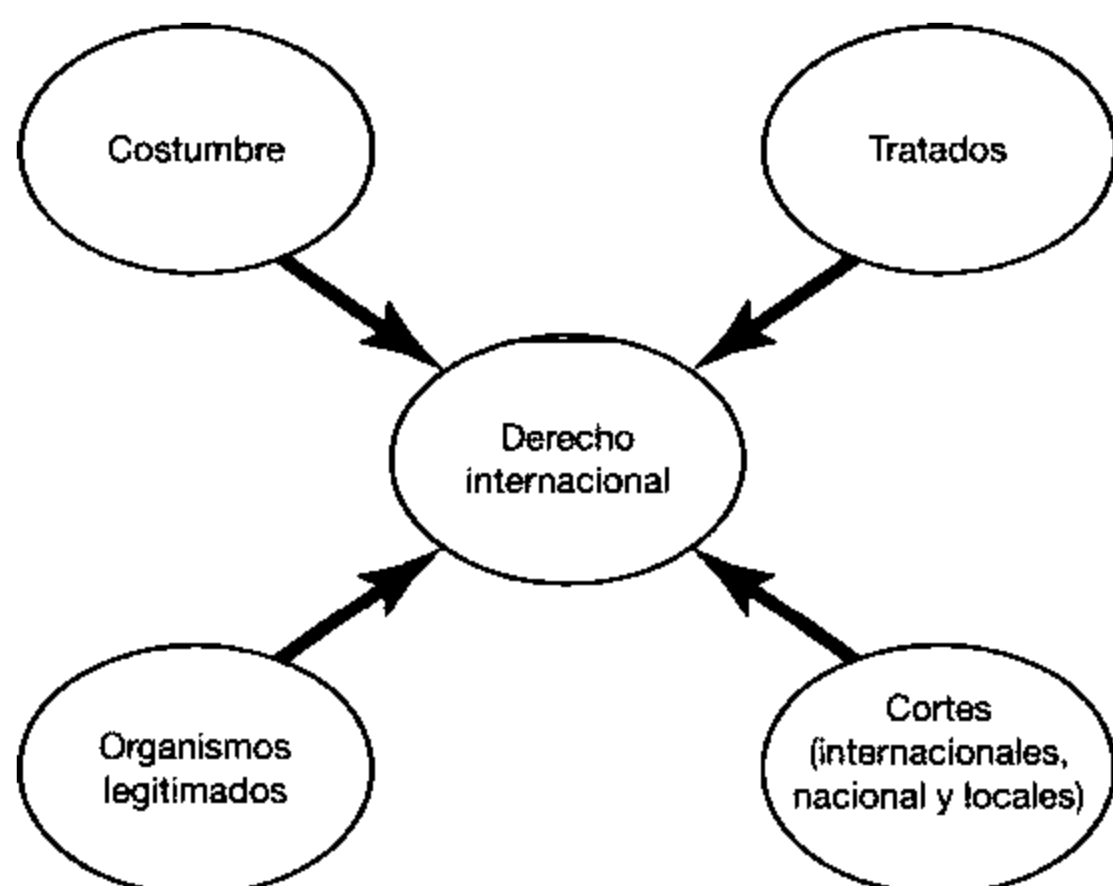 Costumbre
Tratados
Derecho
internacional
Organismos
legitimados
Cortes
(internacionales,
nacional y locales)